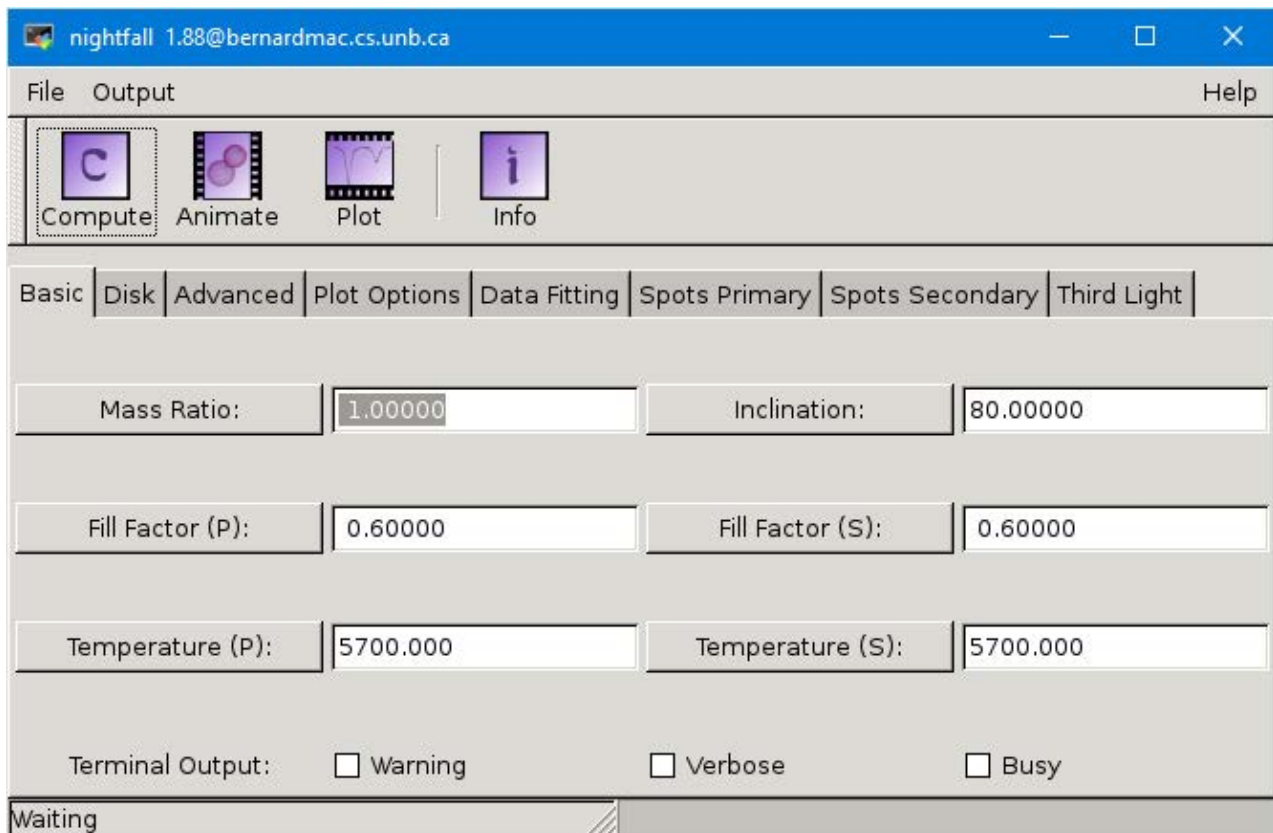 nightfall 1.88@bernardmac.cs.unb.ca
File Output Help
C i
Compute Animate Plot Info
Basic Disk Advanced Plot Options Data Fitting Spots Primary Spots Secondary Third Light
Mass Ratio: 1.00000 Inclination: 80.00000
Fill Factor (P): 0.60000 Fill Factor (S): 0.60000
Temperature (P): 5700.000 Temperature (S): 5700.000
Terminal Output: Warning Verbose Busy
Waiting